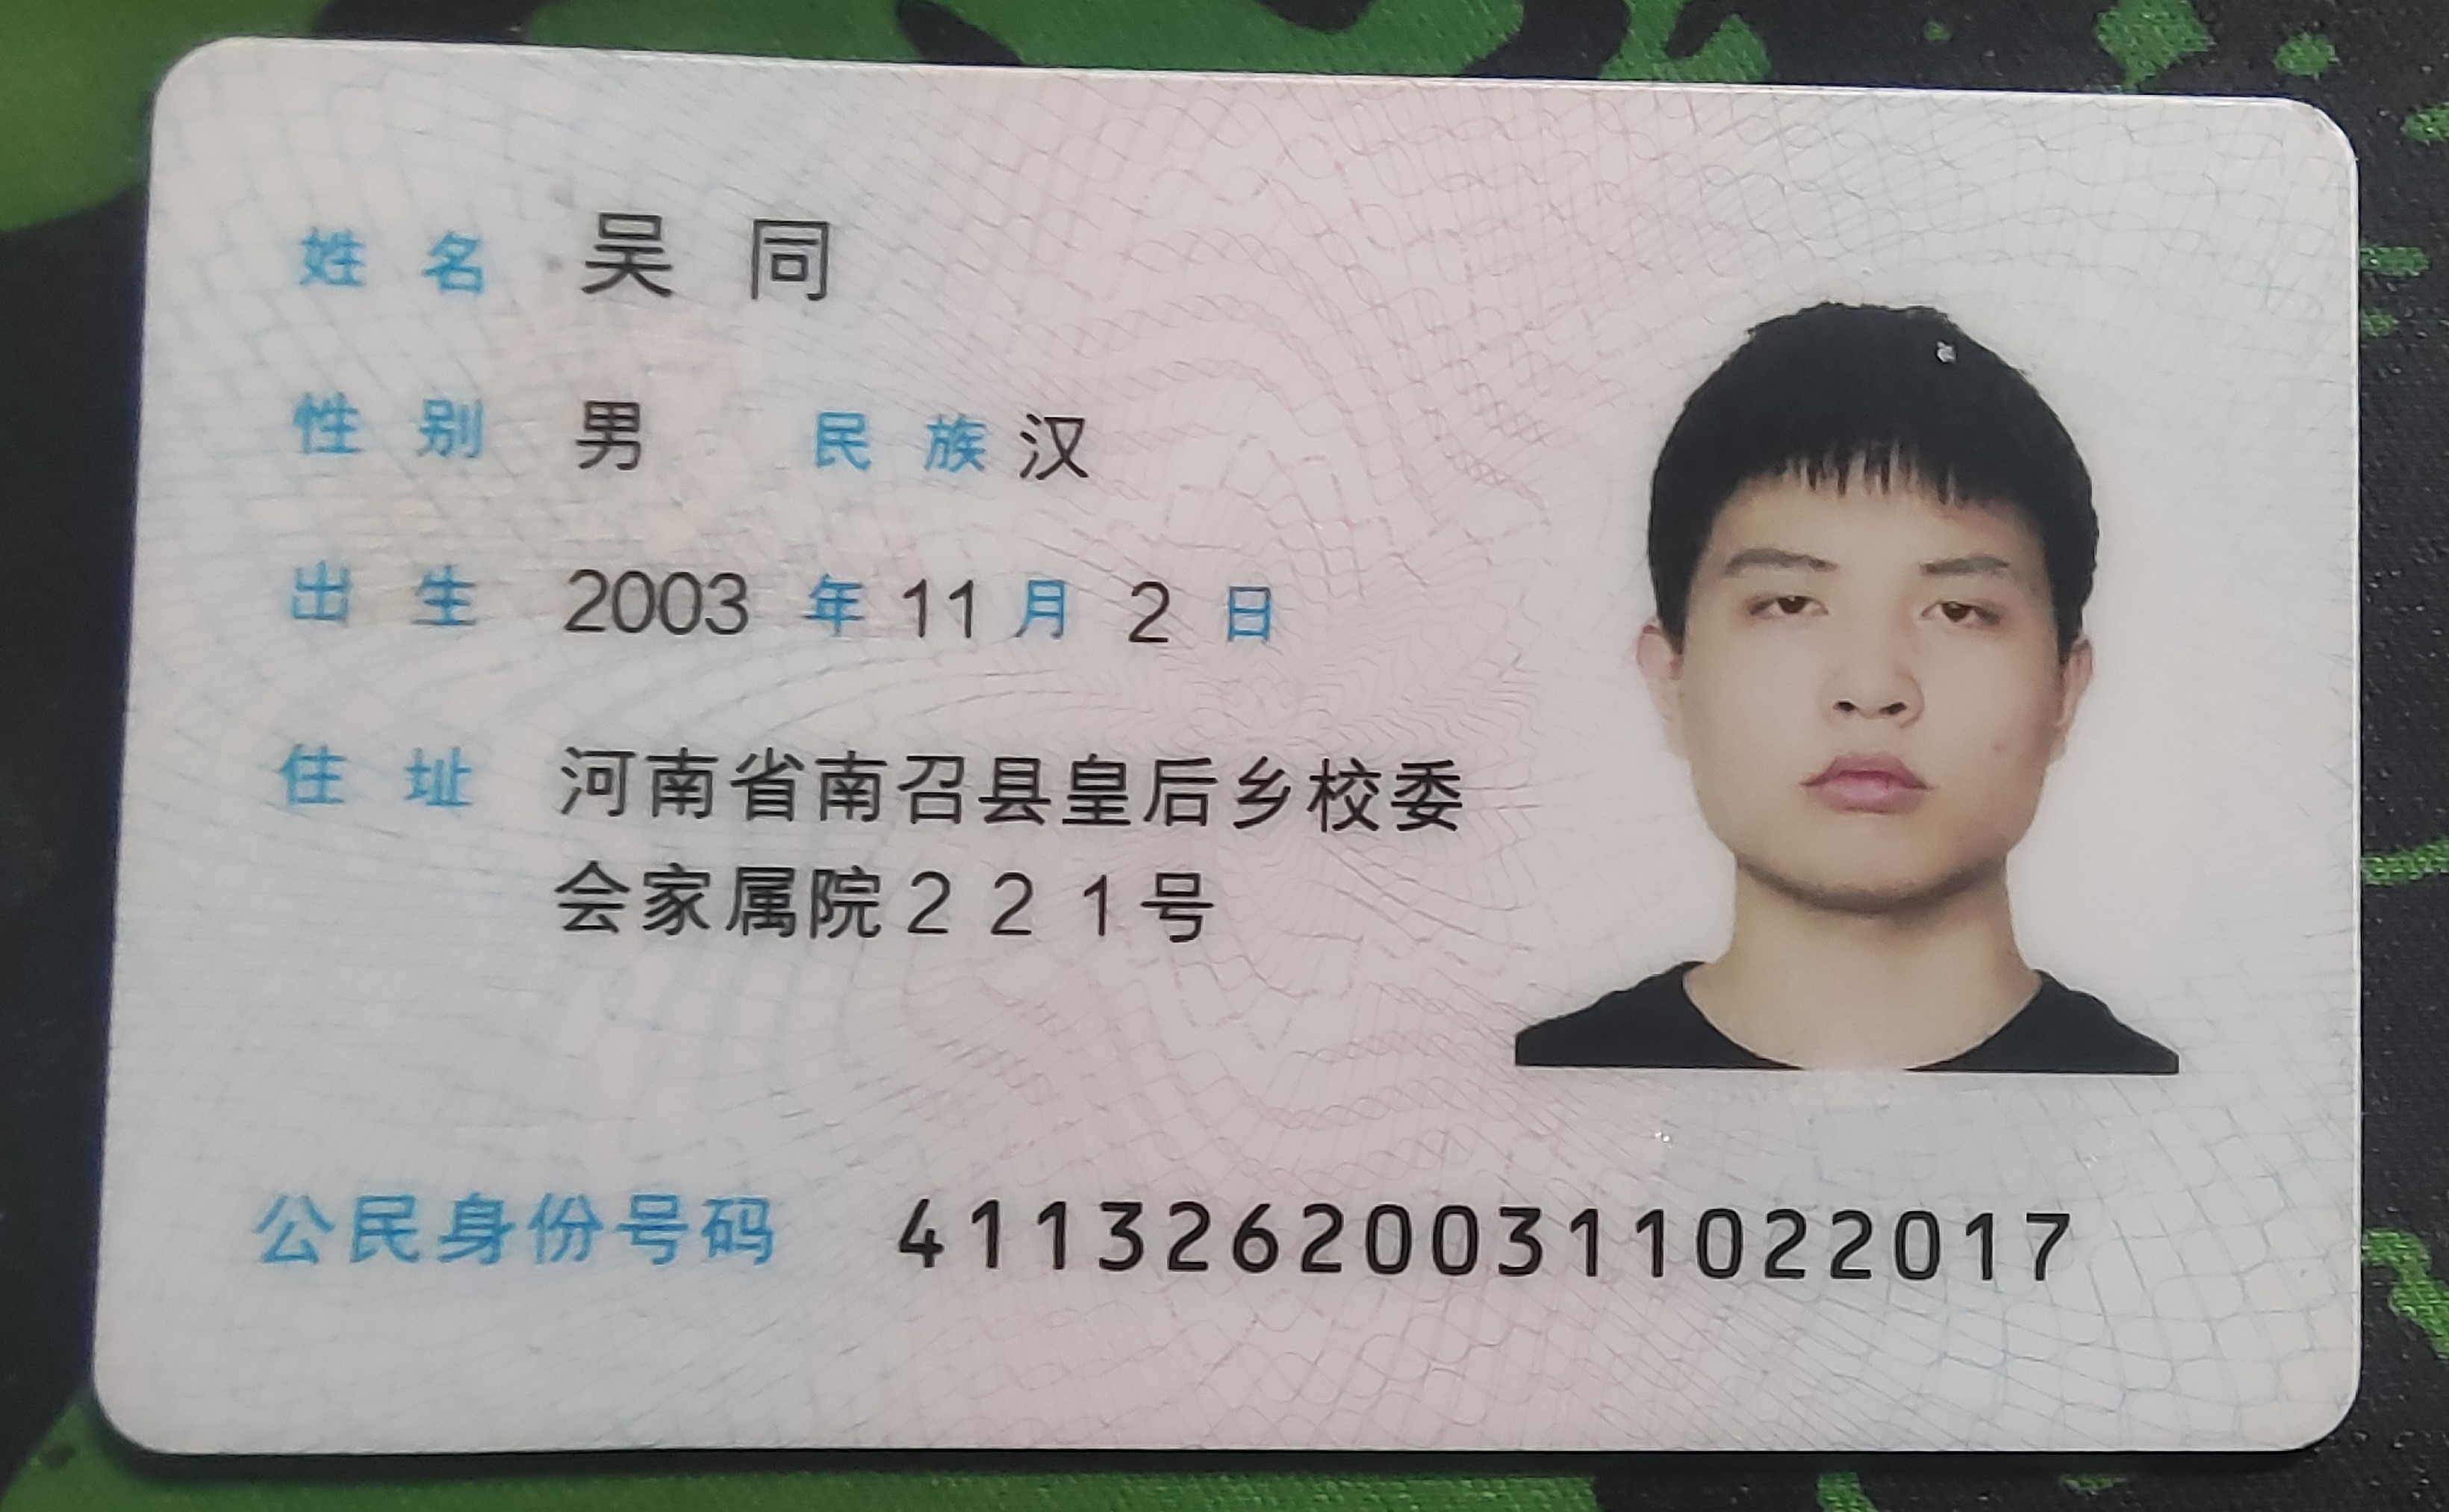 姓名 吴同
性别 男 民族 汉
出生 2003 年 11 月 2 日
住址 河南省南召县皇后乡校委
会家属院221号
公民身份号码 411326200311022017